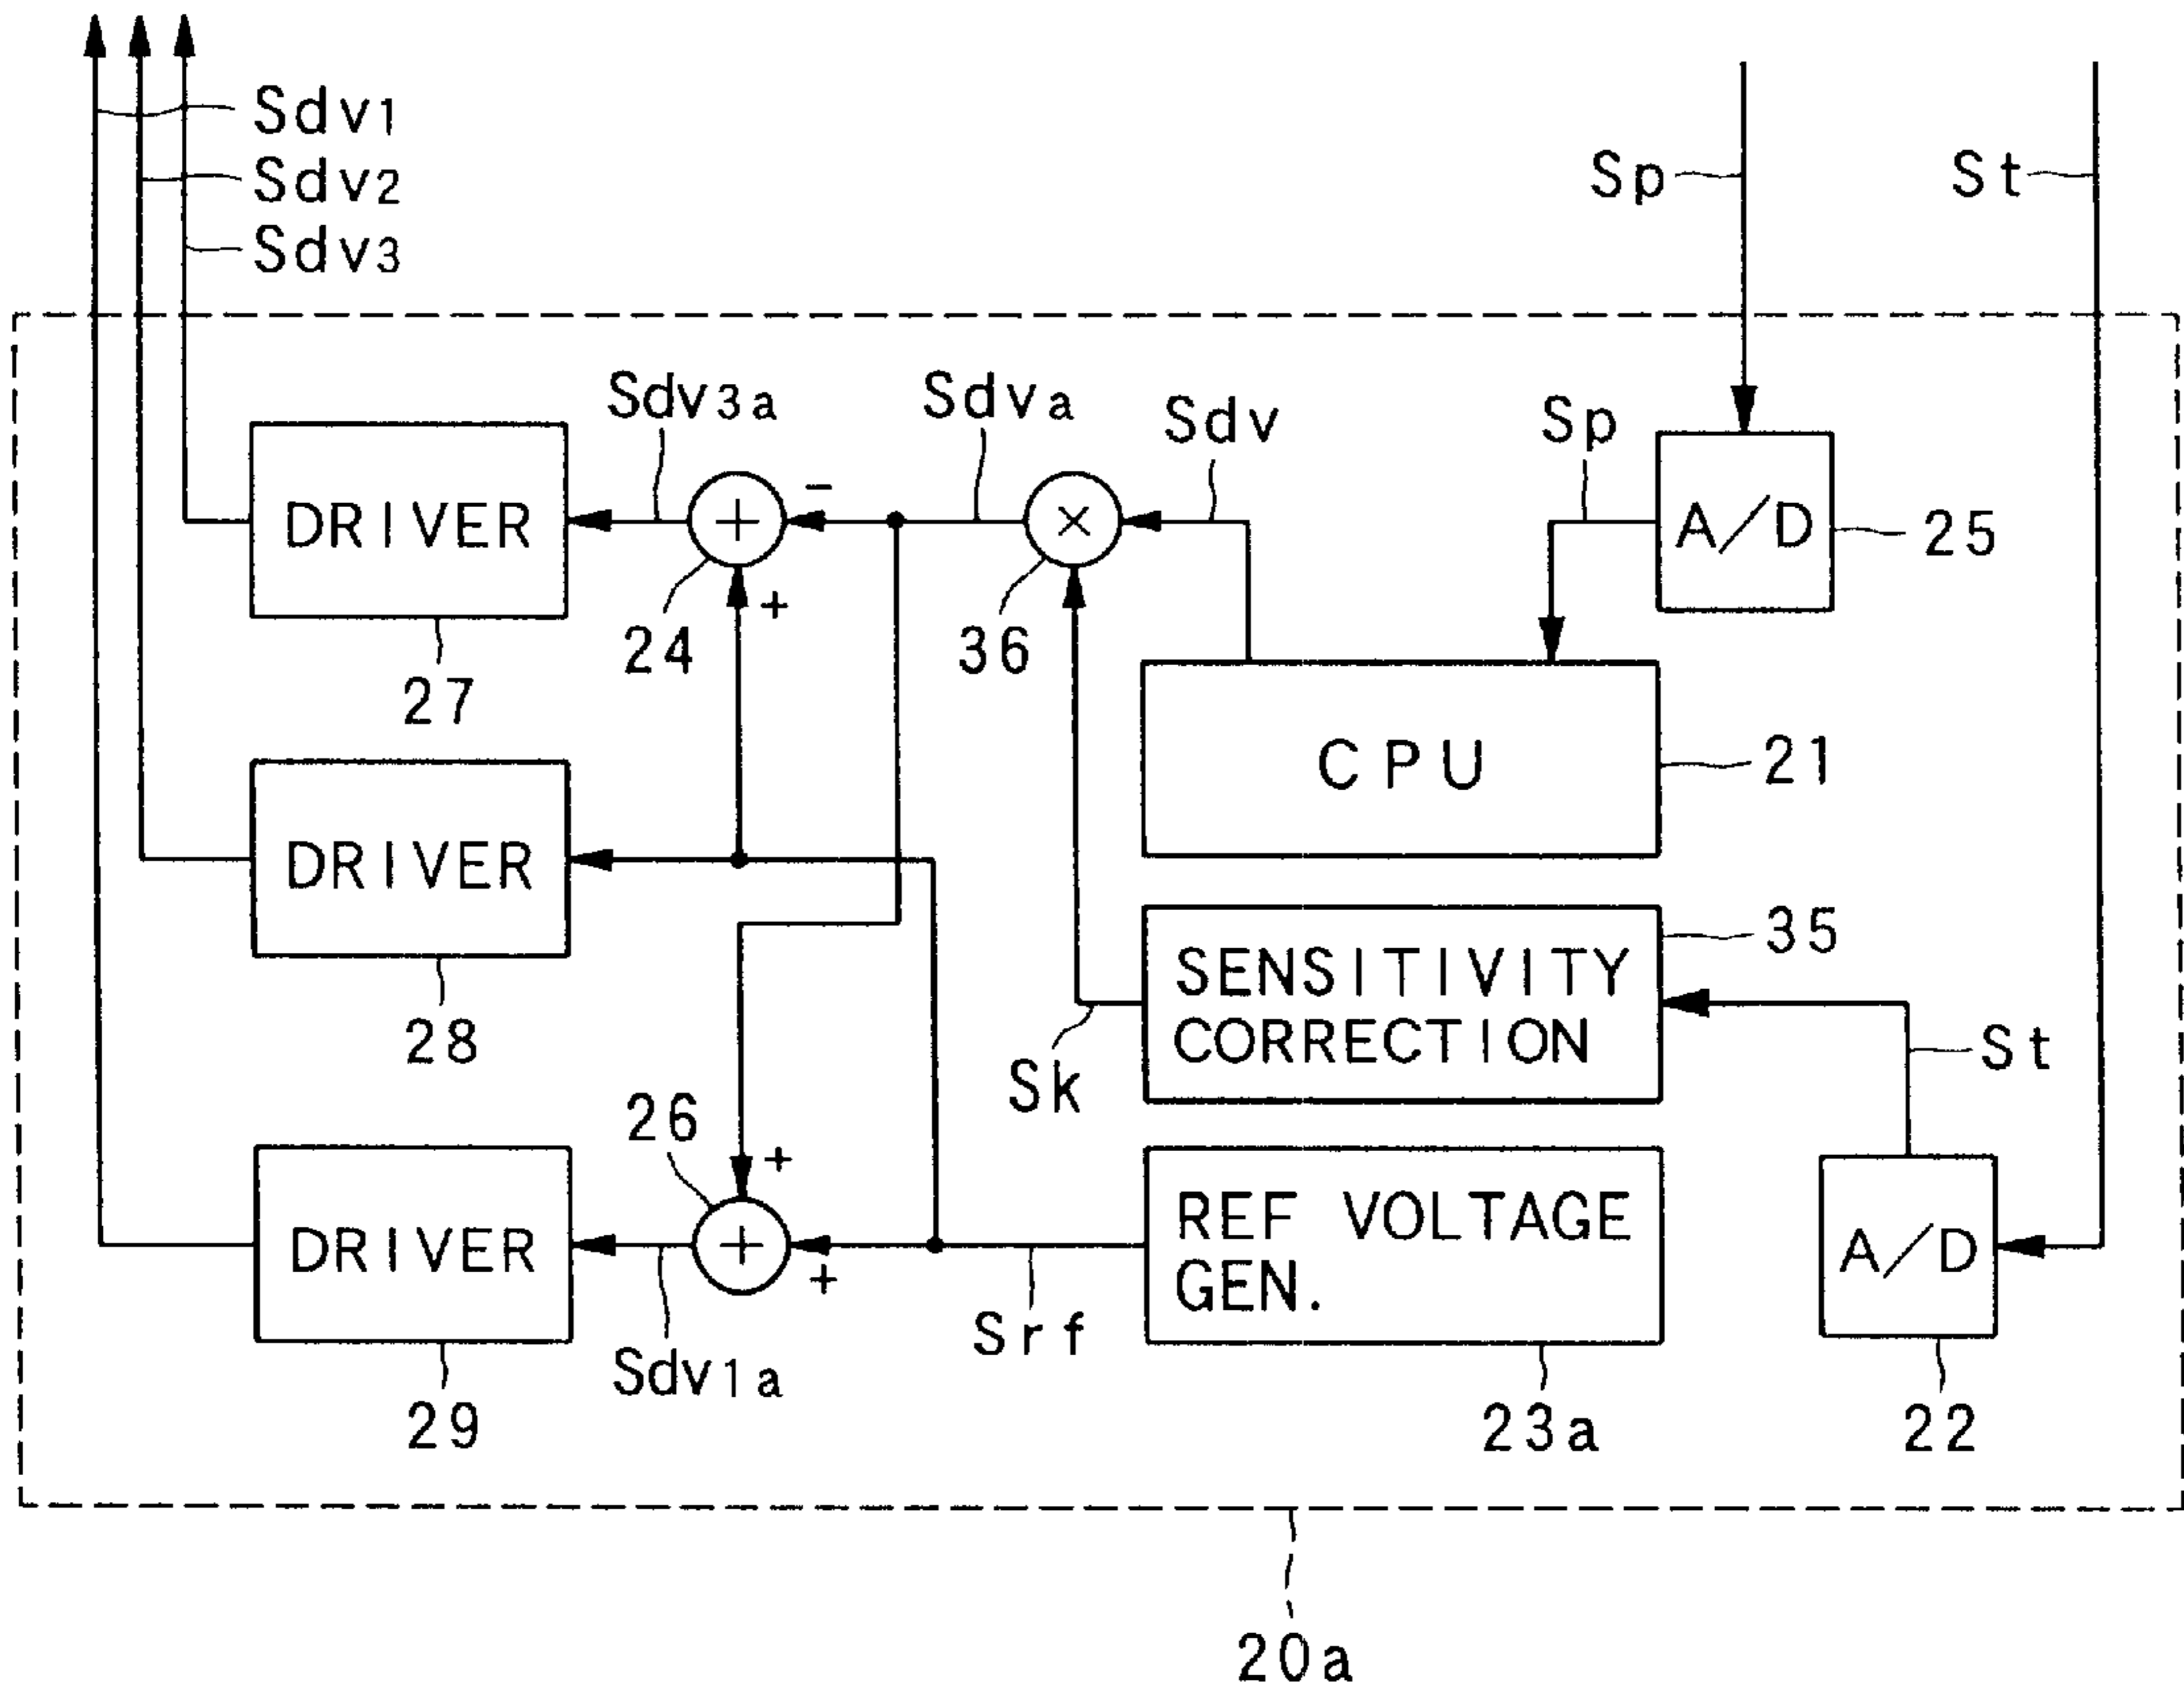 Sdv1
Sdv2
Sdv3
Sp
St
Sdv3a
Sdva
Sdv
Sp
DRIVER
+
-
×
A/D
25
+
24
36
27
CPU
21
DRIVER
35
SENSITIVITY
CORRECTION
28
Sk
St
26
+
REF VOLTAGE
GEN.
DRIVER
+
+
A/D
Srf
Sdv1a
29
23a
22
20a